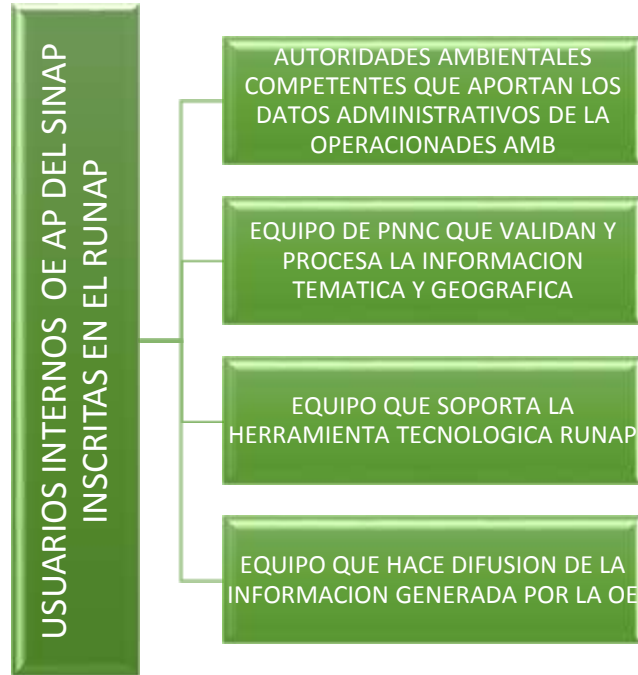 USUARIOS INTERNOS OE AP DEL SINAP
INSCRITAS EN EL RUNAP
AUTORIDADES AMBIENTALES
COMPETENTES QUE APORTAN LOS
DATOS ADMINISTRATIVOS DE LA
OPERACIONADES AMB
EQUIPO DE PNNC QUE VALIDAN Y
PROCESA LA INFORMACION
TEMATICA Y GEOGRAFICA
EQUIPO QUE SOPORTA LA
HERRAMIENTA TECNOLOGICA RUNAP
EQUIPO QUE HACE DIFUSION DE LA
INFORMACION GENERADA POR LA OE